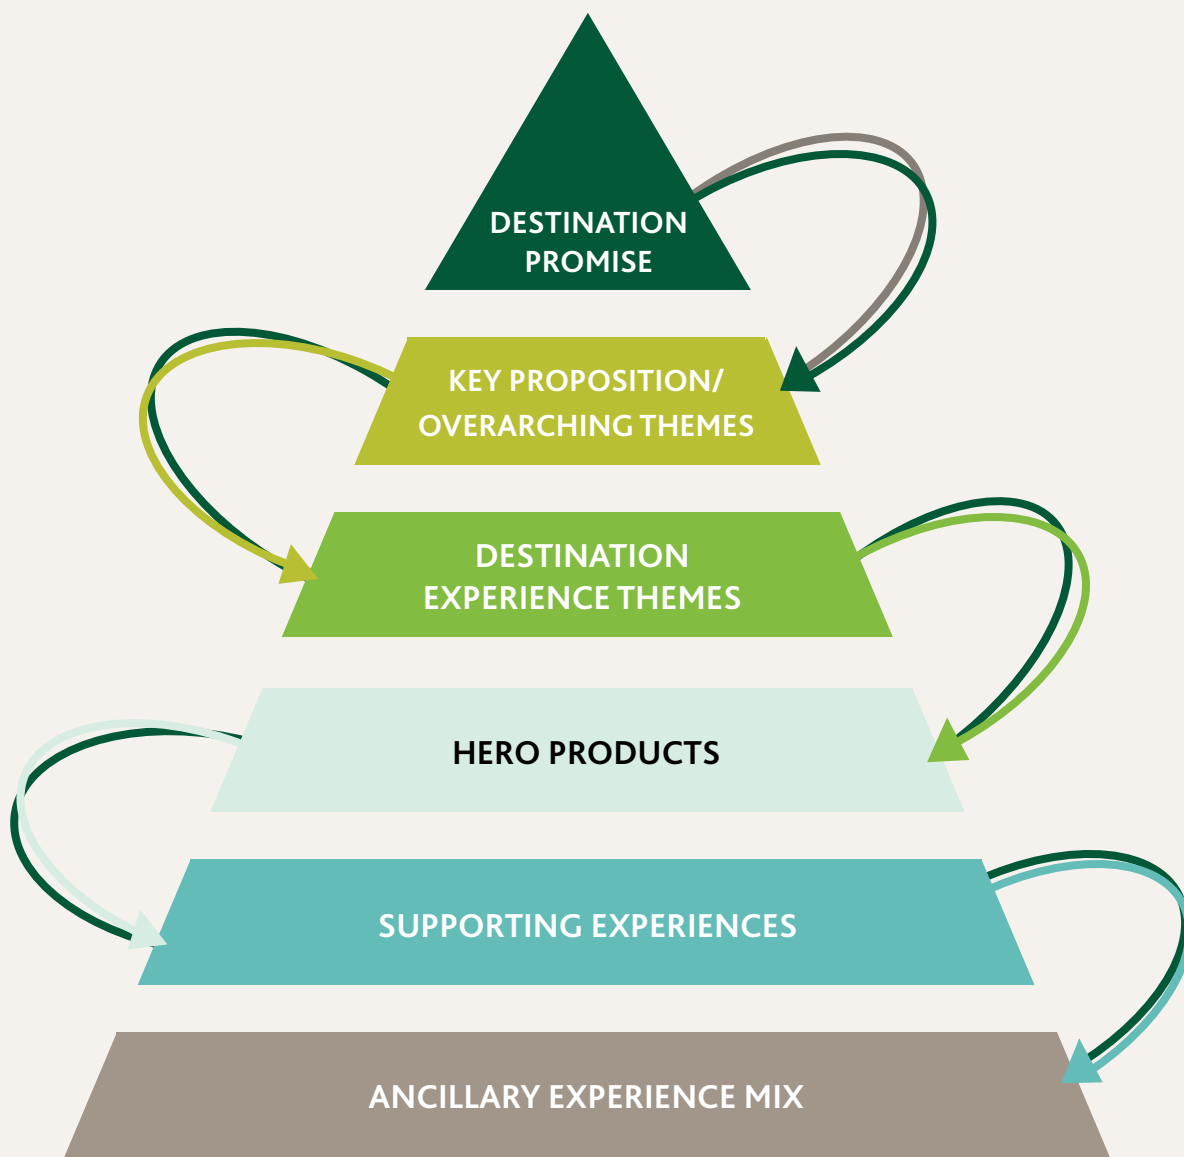 DESTINATION
PROMISE
KEY PROPOSITION/
OVERARCHING THEMES
DESTINATION
EXPERIENCE THEMES
HERO PRODUCTS
SUPPORTING EXPERIENCES
ANCILLARY EXPERIENCE MIX